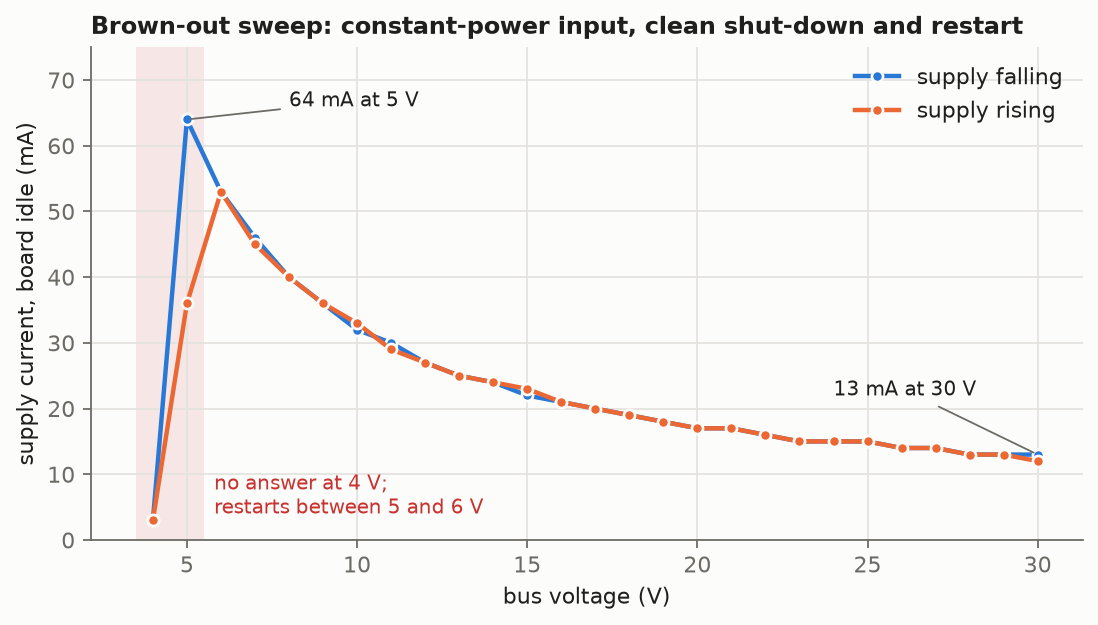 Brown-out sweep: constant-power input, clean shut-down and restart
supply falling
supply rising
64 mA at 5 V
13 mA at 30 V
no answer at 4 V;
restarts between 5 and 6 V
supply current, board idle (mA)
70
60
50
40
30
20
10
0
5
10
15
20
25
30
bus voltage (V)